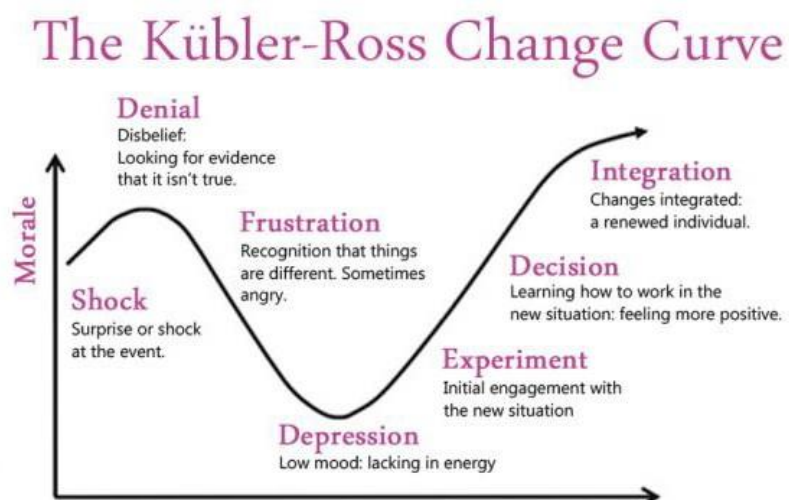 The Kübler-Ross Change Curve
Denial
Disbelief:
Looking for evidence
that it isn't true.
Morale
Shock
Surprise or shock
at the event.
Frustration
Recognition that things
are different. Sometimes
angry.
Depression
Low mood: lacking in energy
Experiment
Initial engagement with
the new situation
Decision
Learning how to work in the
new situation: feeling more positive.
Integration
Changes integrated:
a renewed individual.